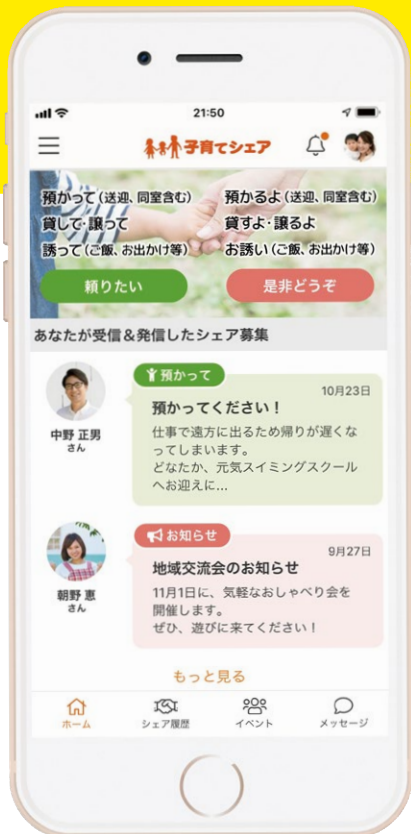 21:50
子育てシェア
預かって(送迎、同室含む)
貸して・譲って
誘って(ご飯、お出かけ等)
頼りたい
預かるよ(送迎、同室含む)
貸すよ・譲るよ
お誘い(ご飯、お出かけ等)
是非どうぞ
あなたが受信&発信したシェア募集
中野 正男
さん
預かって
10月23日
預かってください！
仕事で遠方に出るため帰りが遅くな
ってしまいます。
どなたか、元気スイミングスクール
へお迎えに...
朝野 恵
さん
お知らせ
9月27日
地域交流会のお知らせ
11月1日に、気軽なおしゃべり会を
開催します。
ぜひ、遊びに来てください！
もっと見る
ホーム
シェア履歴
イベント
メッセージ